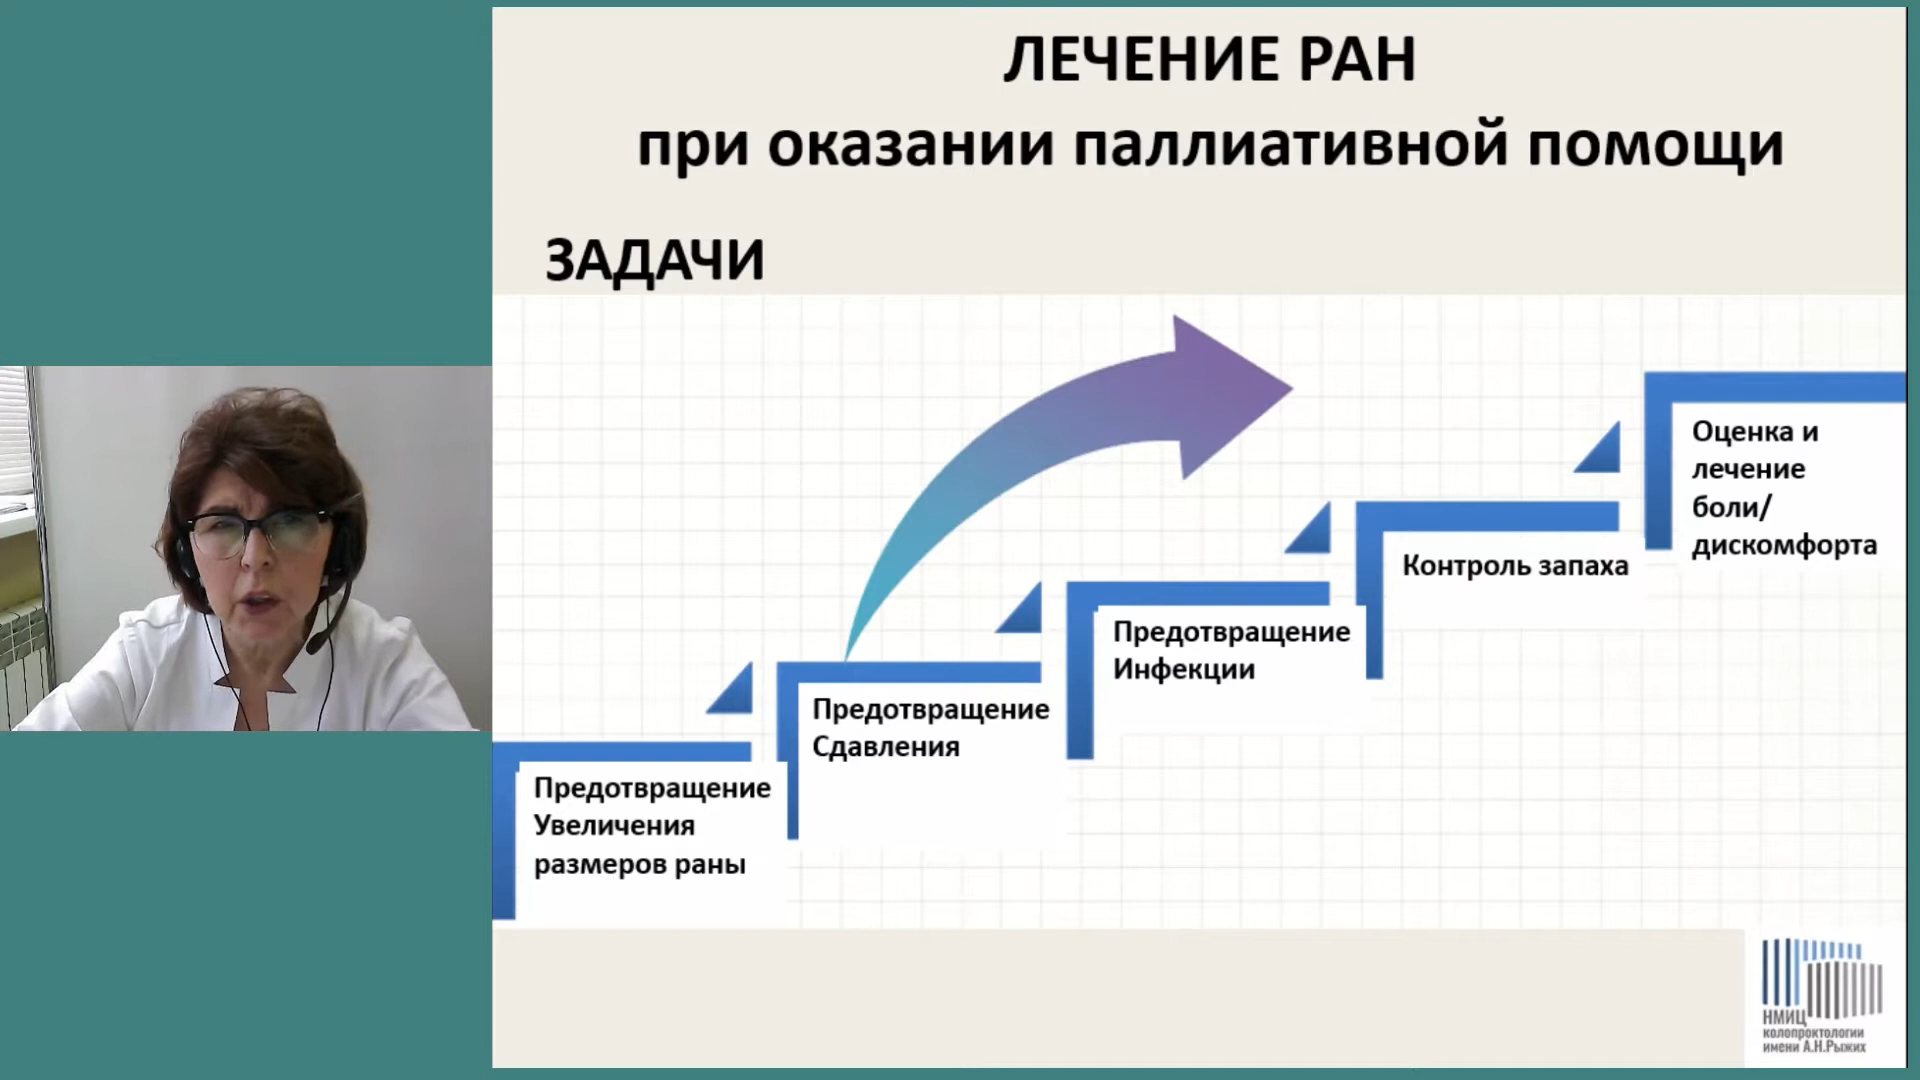 ЛЕЧЕНИЕ РАН
при оказании паллиативной помощи
ЗАДАЧИ
Предотвращение
Увеличения
размеров раны
Предотвращение
Сдавления
Предотвращение
Инфекции
Контроль запаха
Оценка и
лечение
боли/
дискомфорта
НМИЦ
колопроктологии
имени А.Н.Рыжих